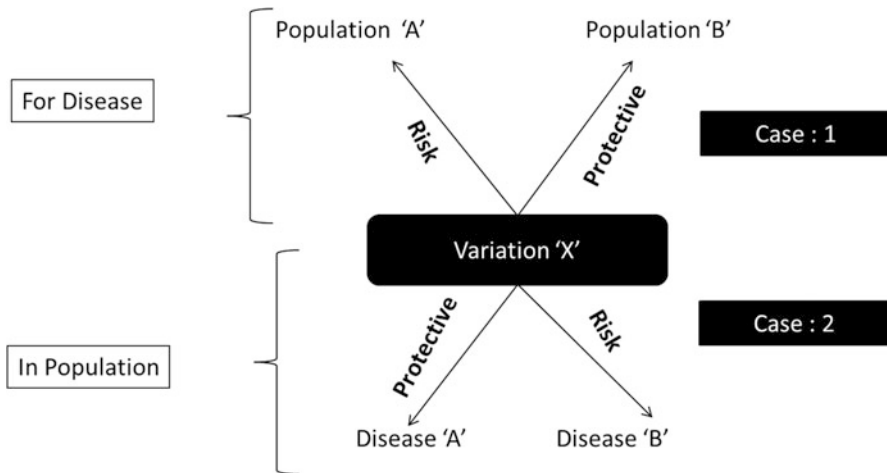 Population ‘A’
Population ‘B’
For Disease
Risk
Protective
Case : 1
Variation ‘X’
Protective
Risk
Case : 2
In Population
Disease ‘A’
Disease ‘B’